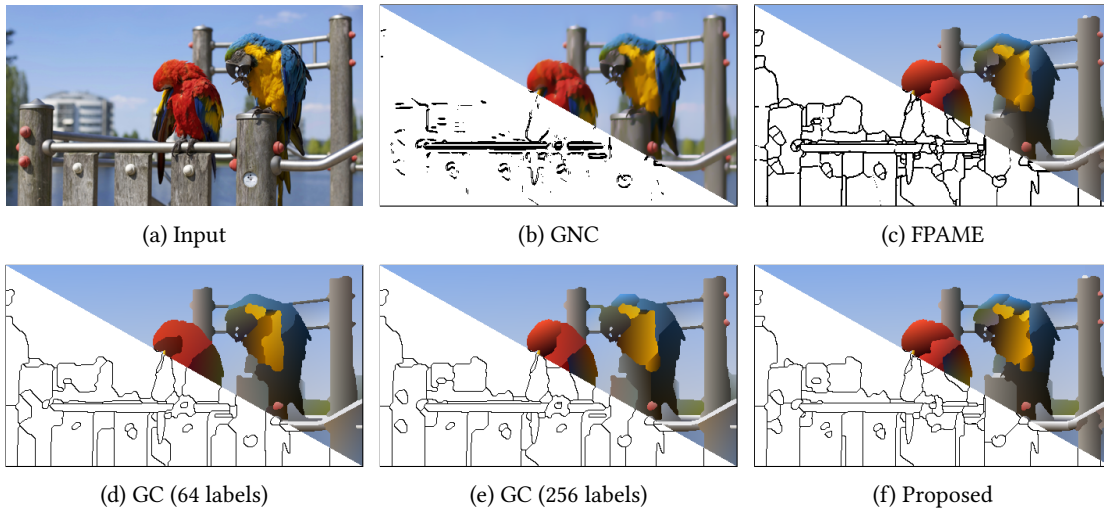 (a) Input
(b) GNC
(c) FPAME
(d) GC (64 labels)
(e) GC (256 labels)
(f) Proposed